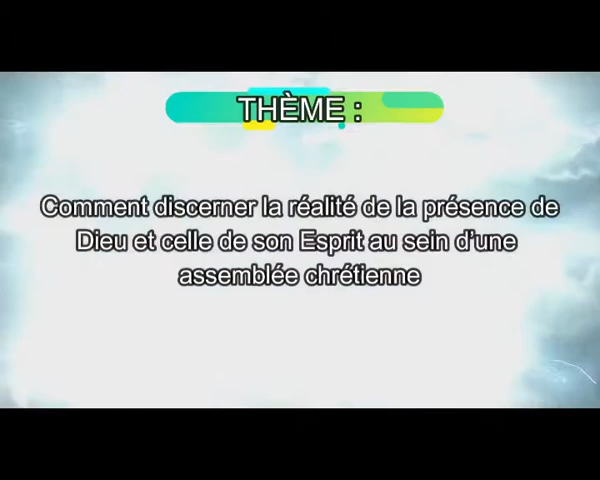 THÈME :
Comment discerner la réalité de la présence de
Dieu et celle de son Esprit au sein d'une
assemblée chrétienne